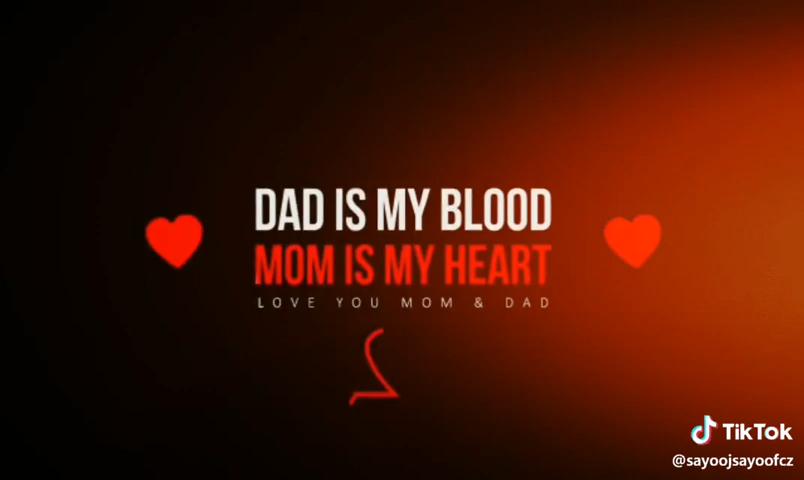 DAD IS MY BLOOD
MOM IS MY HEART
LOVE YOU MOM & DAD
TikTok
@sayoojsayoofcz